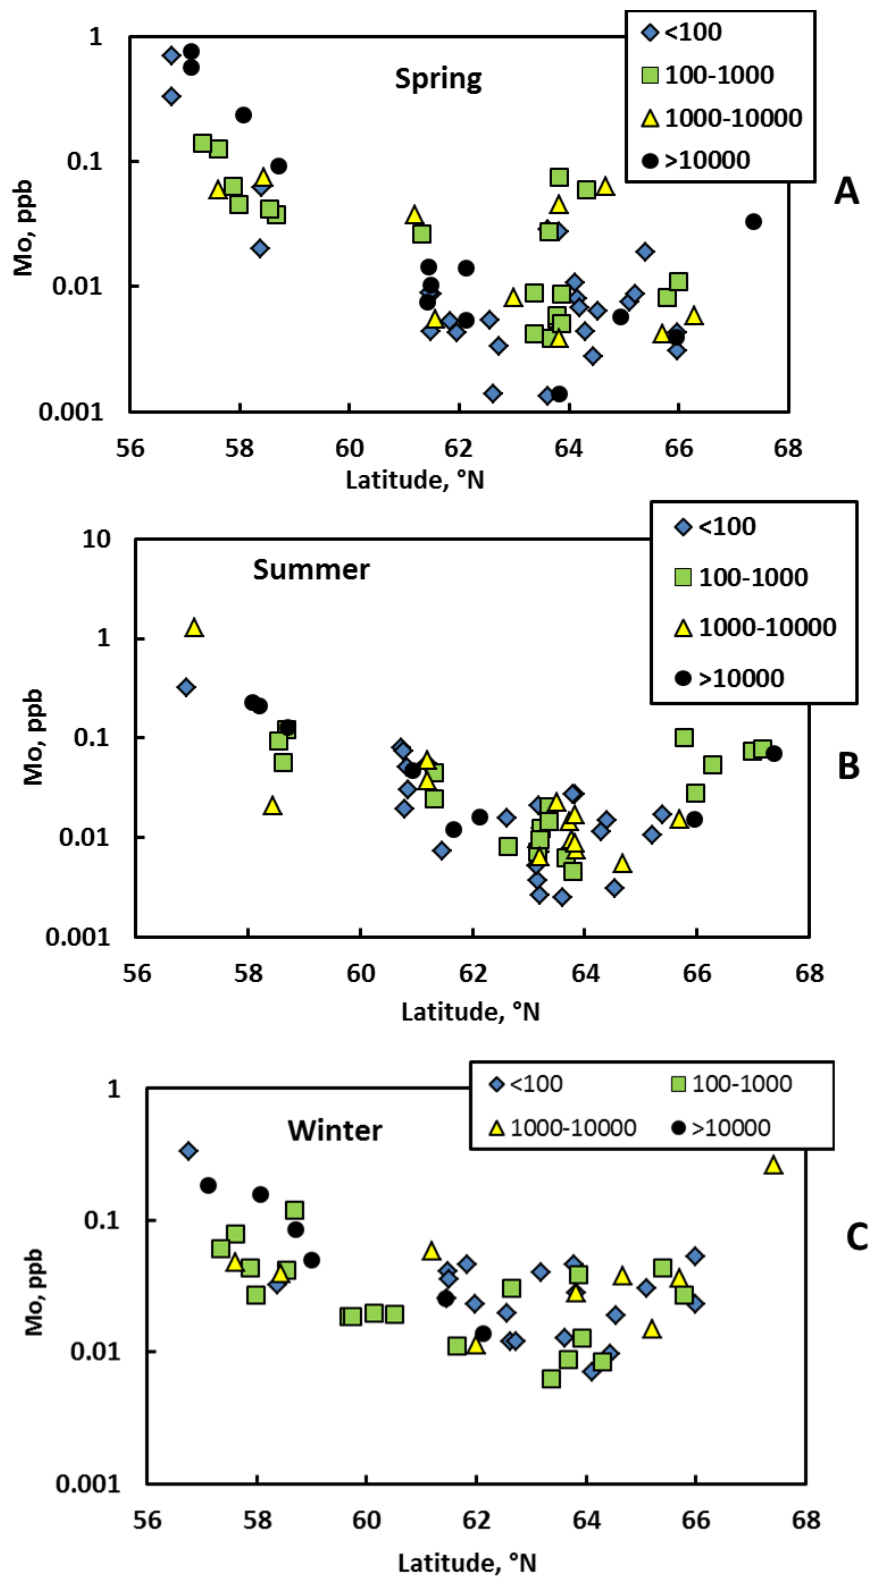 1
Spring
<100
100-1000
1000-10000
>10000
0.1
0.01
0.001
Mo, ppb
A
56 58 60 62 64 66 68
Latitude, °N
10
Summer
<100
100-1000
1000-10000
>10000
1
0.1
0.01
0.001
Mo, ppb
B
56 58 60 62 64 66 68
Latitude, °N
1
Winter
<100 100-1000
1000-10000 >10000
0.1
0.01
0.001
Mo, ppb
C
56 58 60 62 64 66 68
Latitude, °N